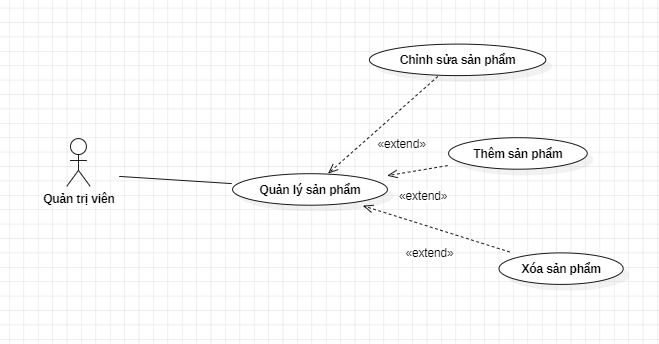 Chỉnh sửa sản phẩm
«extend»
Thêm sản phẩm
Quản lý sản phẩm
Quản trị viên
«extend»
«extend»
Xóa sản phẩm